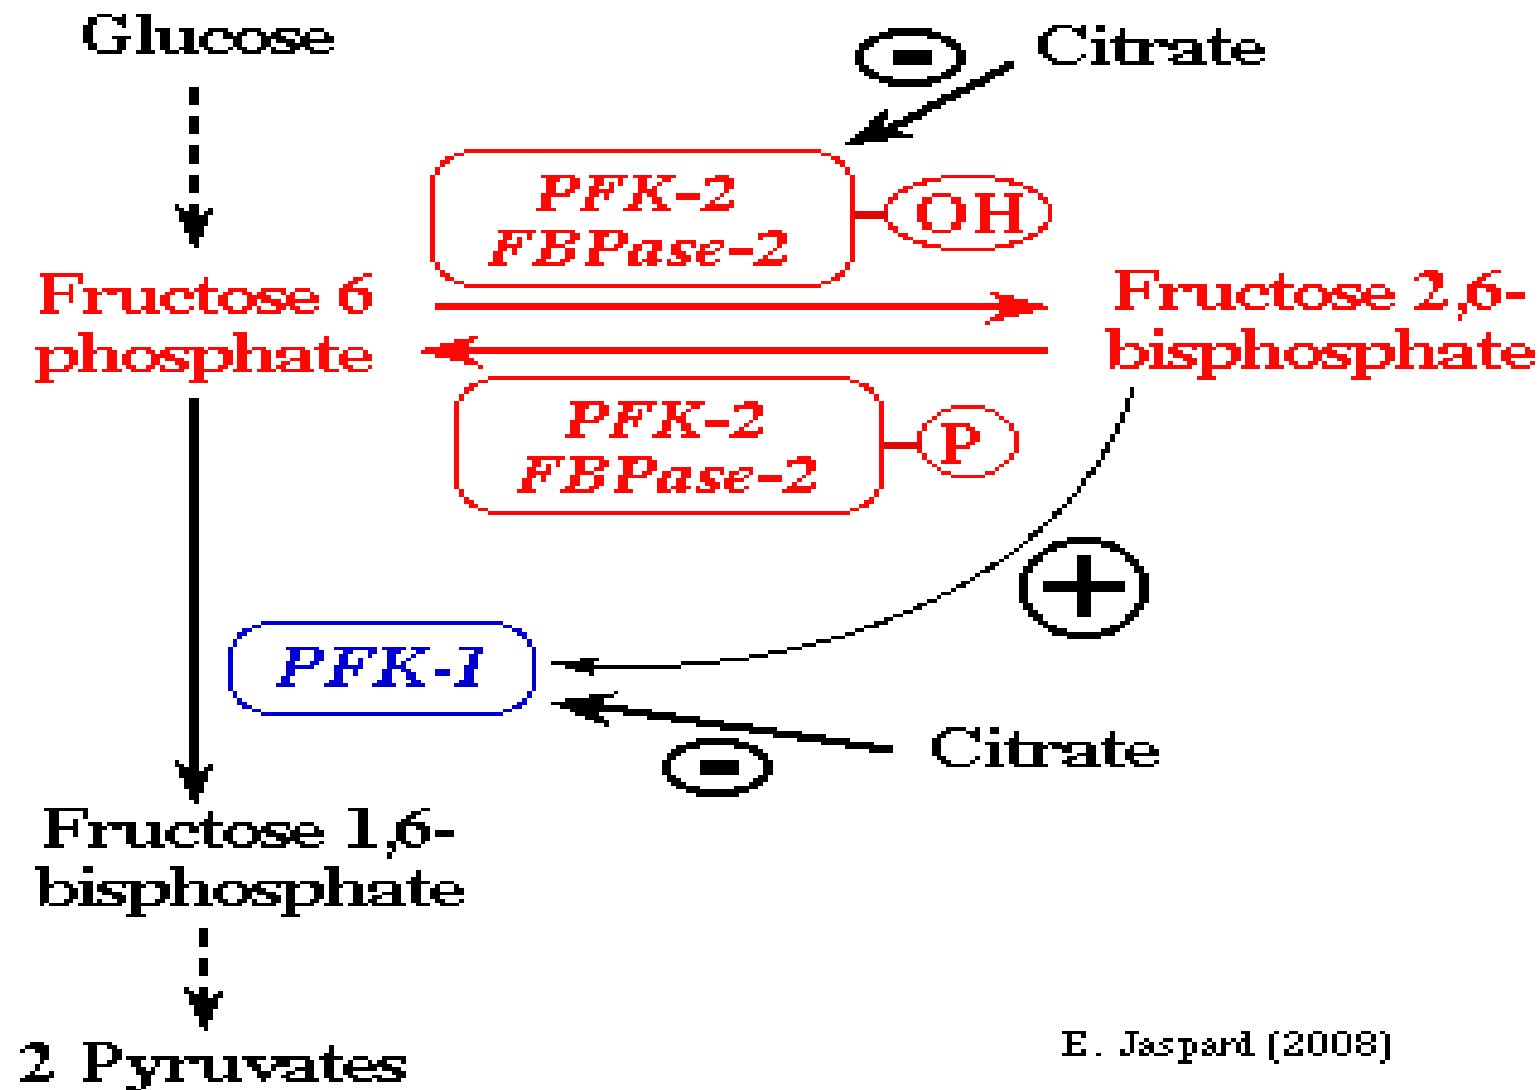 Glucose
Citrate
-
PFK-2
FBPase-2
OH
Fructose 6
phosphate
Fructose 2,6-
bisphosphate
PFK-2
FBPase-2
P
+
PFK-I
Citrate
-
Fructose 1,6-
bisphosphate
2 Pyruvates
E. Jaspard (2008)